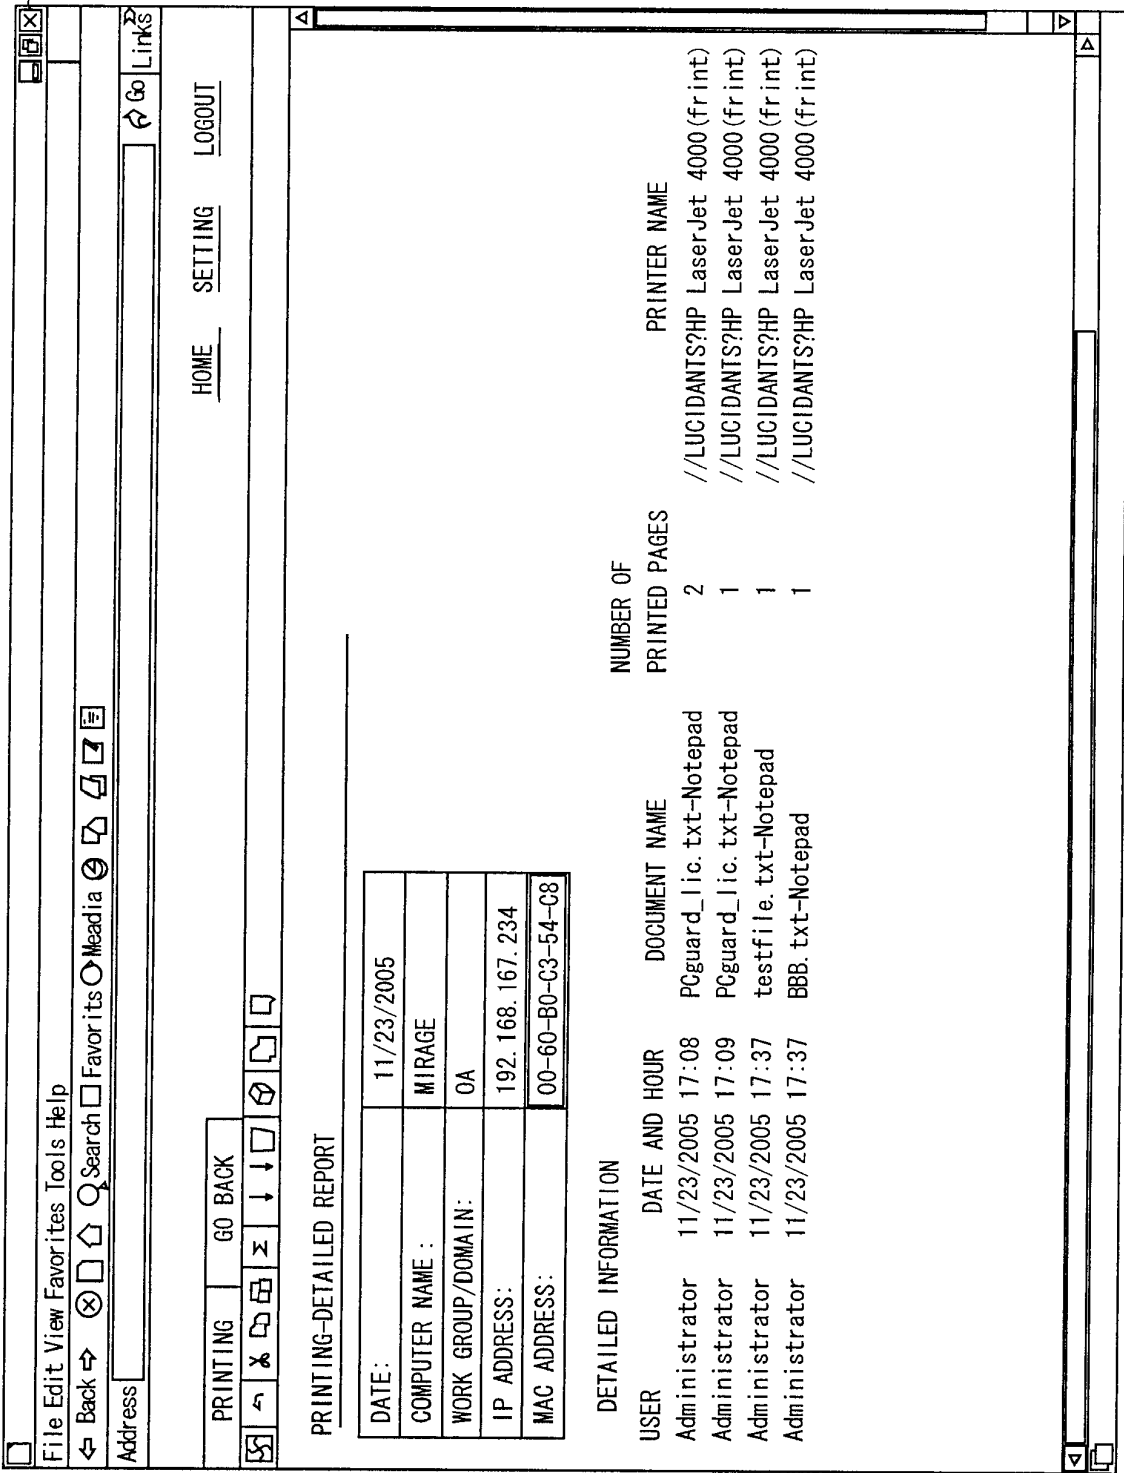 File Edit View Favorites Tools Help
Back Search Favorits Meadia
Address Go Links
HOME SETTING LOGOUT
PRINTING GO BACK
Σ
PRINTING-DETAILED REPORT
DATE: 11/23/2005
COMPUTER NAME: MIRAGE
WORK GROUP/DOMAIN: OA
IP ADDRESS: 192.168.167.234
MAC ADDRESS: 00-60-B0-C3-54-C8
DETAILED INFORMATION
NUMBER OF
USER DATE AND HOUR DOCUMENT NAME PRINTED PAGES PRINTER NAME
Administrator 11/23/2005 17:08 PCguard_lic.txt-Notepad 2 //LUCIDANTS?HP LaserJet 4000(frint)
Administrator 11/23/2005 17:09 PCguard_lic.txt-Notepad 1 //LUCIDANTS?HP LaserJet 4000(frint)
Administrator 11/23/2005 17:37 testfile.txt-Notepad 1 //LUCIDANTS?HP LaserJet 4000(frint)
Administrator 11/23/2005 17:37 BBB.txt-Notepad 1 //LUCIDANTS?HP LaserJet 4000(frint)